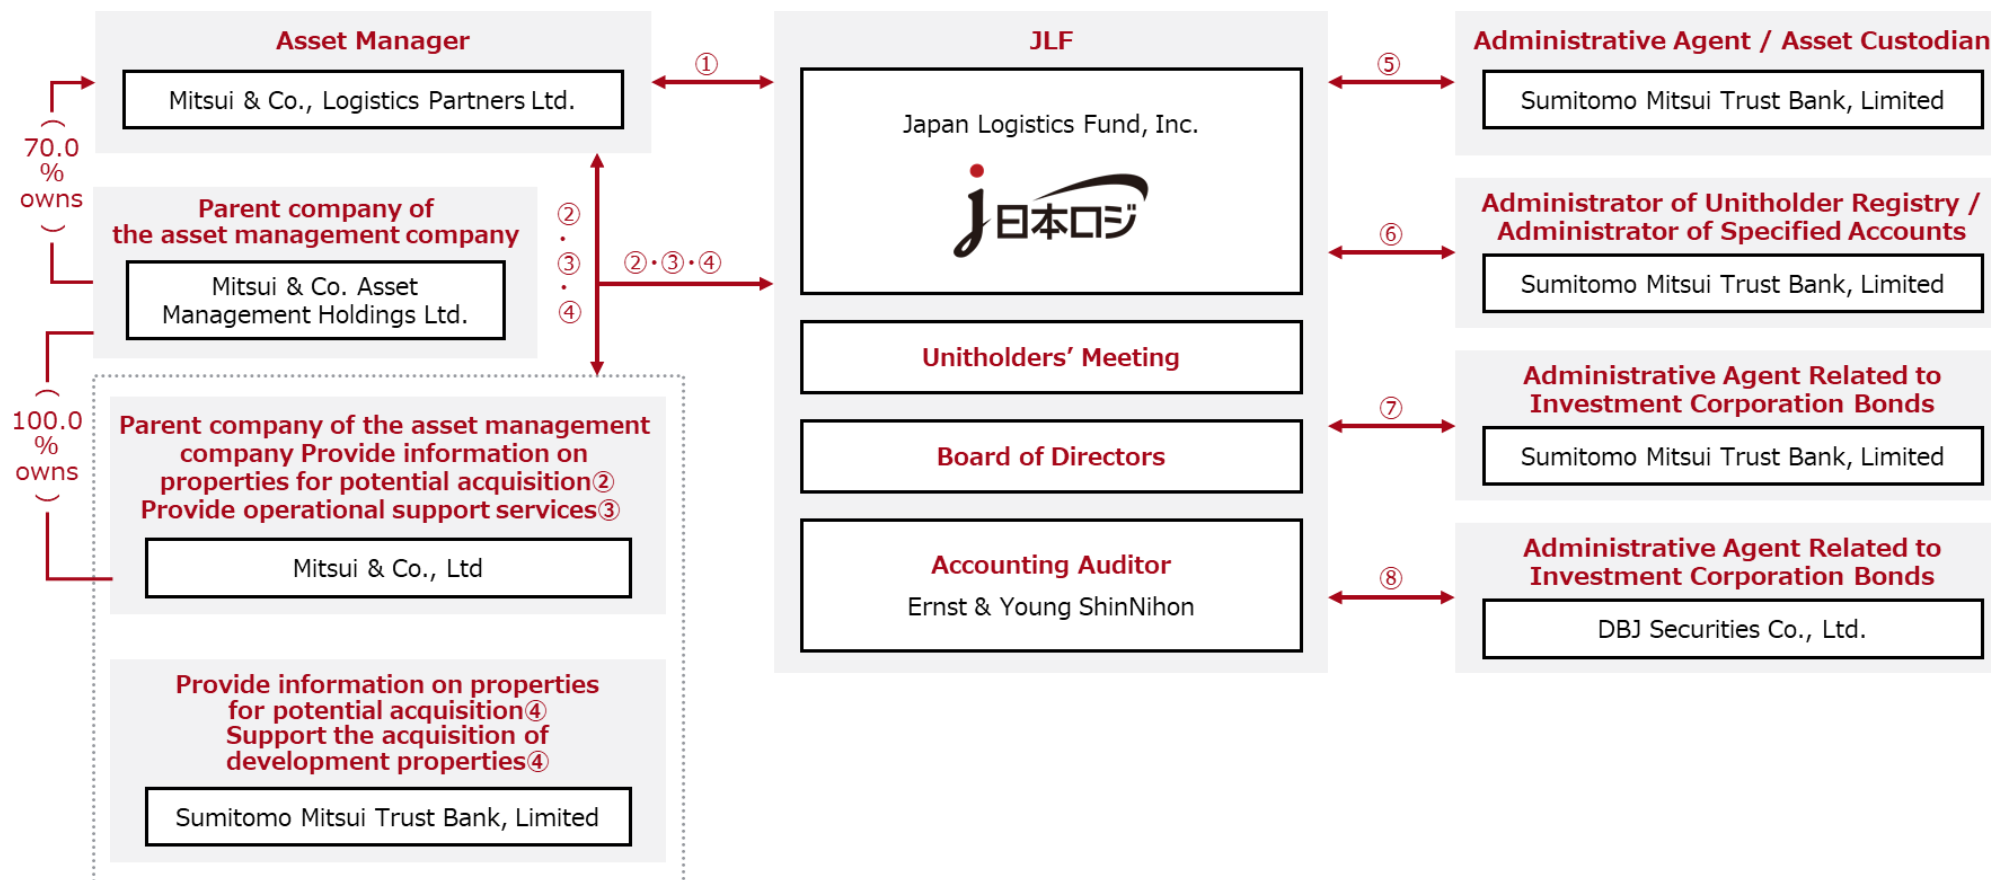 Asset Manager
Mitsui & Co., Logistics Partners Ltd.
70.0
%
owns
Parent company of
the asset management company
Mitsui & Co. Asset
Management Holdings Ltd.
100.0
%
owns
Parent company of the asset management
company Provide information on
properties for potential acquisition②
Provide operational support services③
Mitsui & Co., Ltd
Provide information on properties
for potential acquisition④
Support the acquisition of
development properties④
Sumitomo Mitsui Trust Bank, Limited
①
②
・
③
・
④
②・③・④
JLF
Japan Logistics Fund, Inc.
j日本ロジ
Unitholders’ Meeting
Board of Directors
Accounting Auditor
Ernst & Young ShinNihon
⑤
Administrative Agent / Asset Custodian
Sumitomo Mitsui Trust Bank, Limited
⑥
Administrator of Unitholder Registry /
Administrator of Specified Accounts
Sumitomo Mitsui Trust Bank, Limited
⑦
Administrative Agent Related to
Investment Corporation Bonds
Sumitomo Mitsui Trust Bank, Limited
⑧
Administrative Agent Related to
Investment Corporation Bonds
DBJ Securities Co., Ltd.